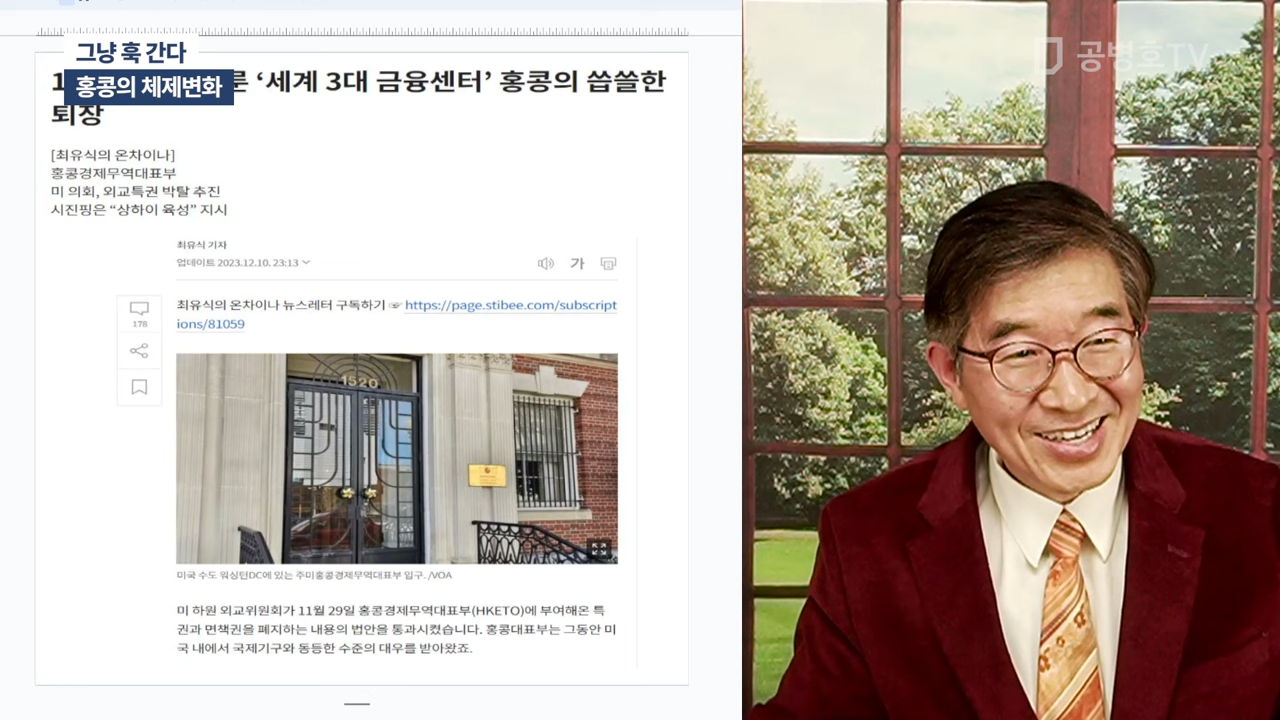 그냥 훅 간다
홍콩의 체제변화
‘세계 3대 금융센터’ 홍콩의 씁쓸한
퇴장
[최유식의 온차이나]
홍콩경제무역대표부
미 의회, 외교특권 박탈 추진
시진핑은 “상하이 육성” 지시
최유식 기자
업데이트 2023.12.10. 23:13
가
178
최유식의 온차이나 뉴스레터 구독하기 ☞ https://page.stibee.com/subscript
ions/81059
1520
미국 수도 워싱턴DC에 있는 주미홍콩경제무역대표부 입구. /VOA
미 하원 외교위원회가 11월 29일 홍콩경제무역대표부(HKETO)에 부여해온 특
권과 면책권을 폐지하는 내용의 법안을 통과시켰습니다. 홍콩대표부는 그동안 미
국 내에서 국제기구와 동등한 수준의 대우를 받아왔죠.
공병호TV